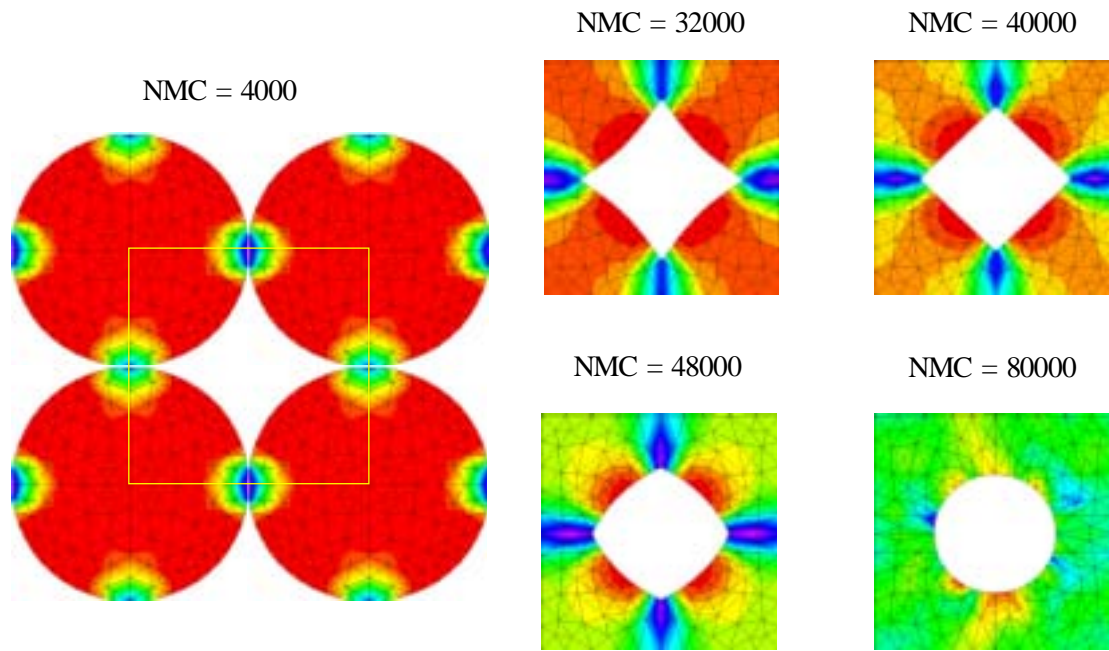 NMC = 4000
NMC = 32000
NMC = 40000
NMC = 48000
NMC = 80000